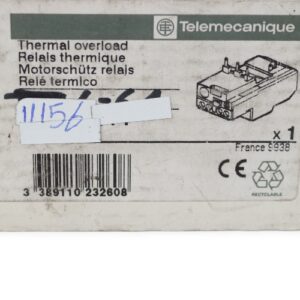 Telemecanique
Thermal overload
Relais thermique
Motorschütz relais
Relé termico
11156
x 1
France 9938
3 389110 232608
CE
RECYCLABLE